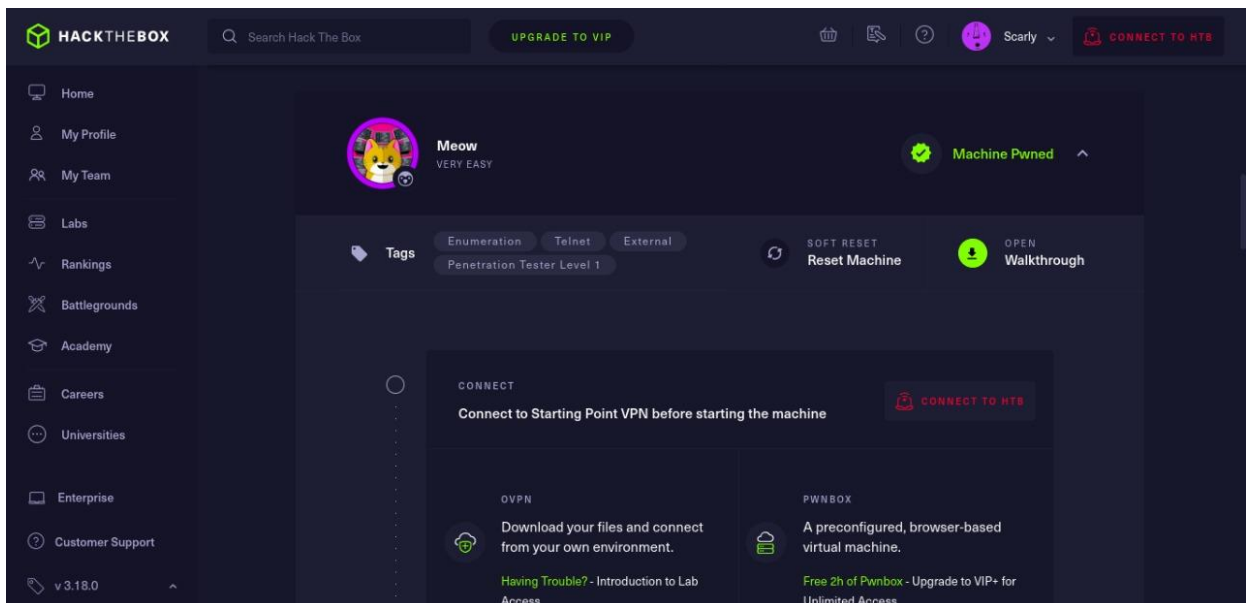 HACKTHEBOX
Search Hack The Box
UPGRADE TO VIP
Scarly
CONNECT TO HTB
Home
My Profile
My Team
Labs
Rankings
Battlegrounds
Academy
Careers
Universities
Enterprise
Customer Support
v 3.18.0
Meow
VERY EASY
Machine Pwned
Tags
Enumeration
Telnet
External
Penetration Tester Level 1
SOFT RESET
Reset Machine
OPEN
Walkthrough
CONNECT
Connect to Starting Point VPN before starting the machine
CONNECT TO HTB
OVPN
Download your files and connect
from your own environment.
Having Trouble? - Introduction to Lab
Access
PWNBOX
A preconfigured, browser-based
virtual machine.
Free 2h of Pwnbox - Upgrade to VIP+ for
Unlimited Access